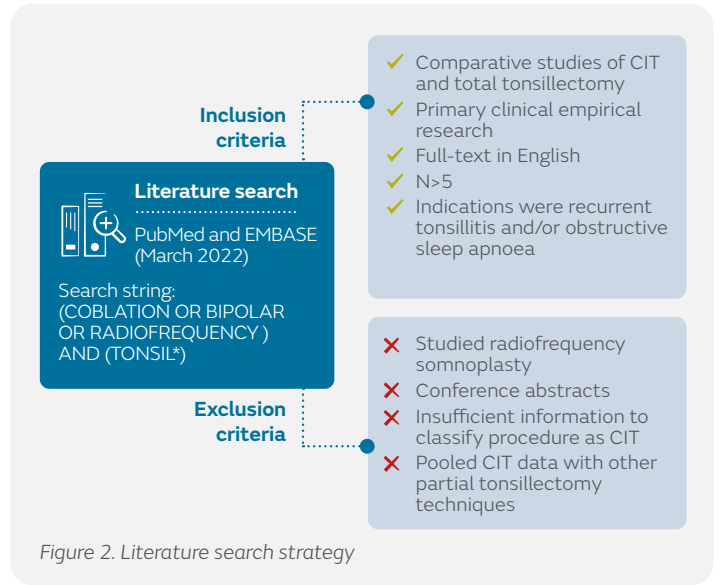 Inclusion
criteria
Literature search
PubMed and EMBASE
(March 2022)
Search string:
(COBLATION OR BIPOLAR
OR RADIOFREQUENCY )
AND (TONSIL*)
Exclusion
criteria
Comparative studies of CIT
and total tonsillectomy
Primary clinical empirical
research
Full-text in English
N>5
Indications were recurrent
tonsillitis and/or obstructive
sleep apnoea
Studied radiofrequency
somnoplasty
Conference abstracts
Insufficient information to
classify procedure as CIT
Pooled CIT data with other
partial tonsillectomy
techniques
Figure 2. Literature search strategy